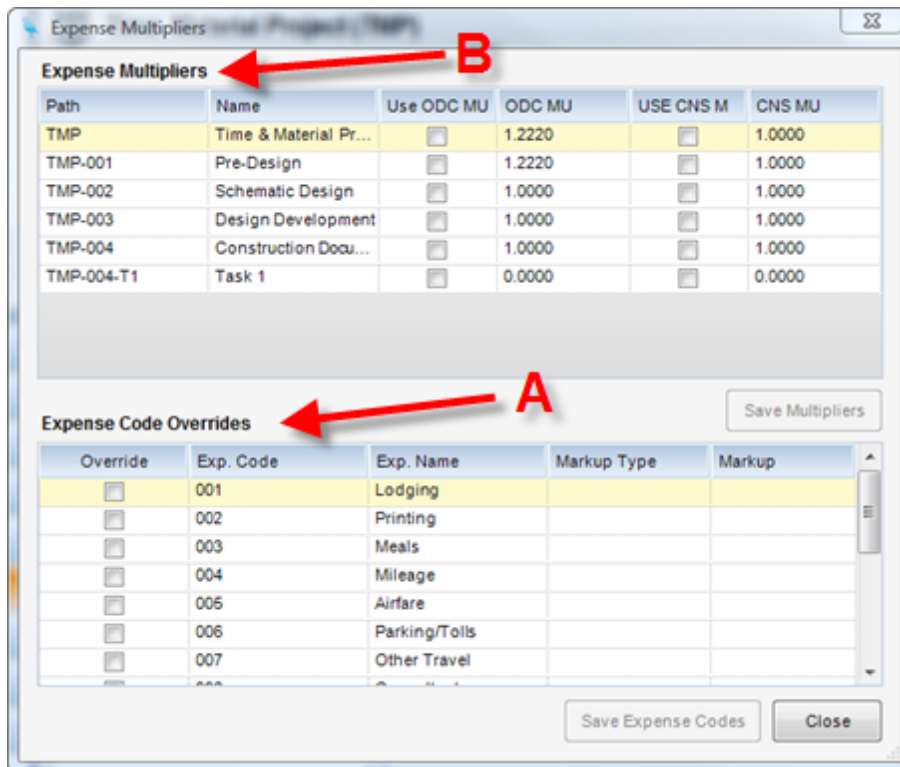 Expense Multipliers
B
Expense Multipliers
Path Name Use ODC MU ODC MU USE CNS M CNS MU
TMP Time & Material Pr... 1.2220 1.0000
TMP-001 Pre-Design 1.2220 1.0000
TMP-002 Schematic Design 1.0000 1.0000
TMP-003 Design Development 1.0000 1.0000
TMP-004 Construction Docu... 1.0000 1.0000
TMP-004-T1 Task 1 0.0000 0.0000
A
Save Multipliers
Expense Code Overrides
Override Exp. Code Exp. Name Markup Type Markup
001 Lodging
002 Printing
003 Meals
004 Mileage
005 Airfare
006 Parking/Tolls
007 Other Travel
Save Expense Codes Close